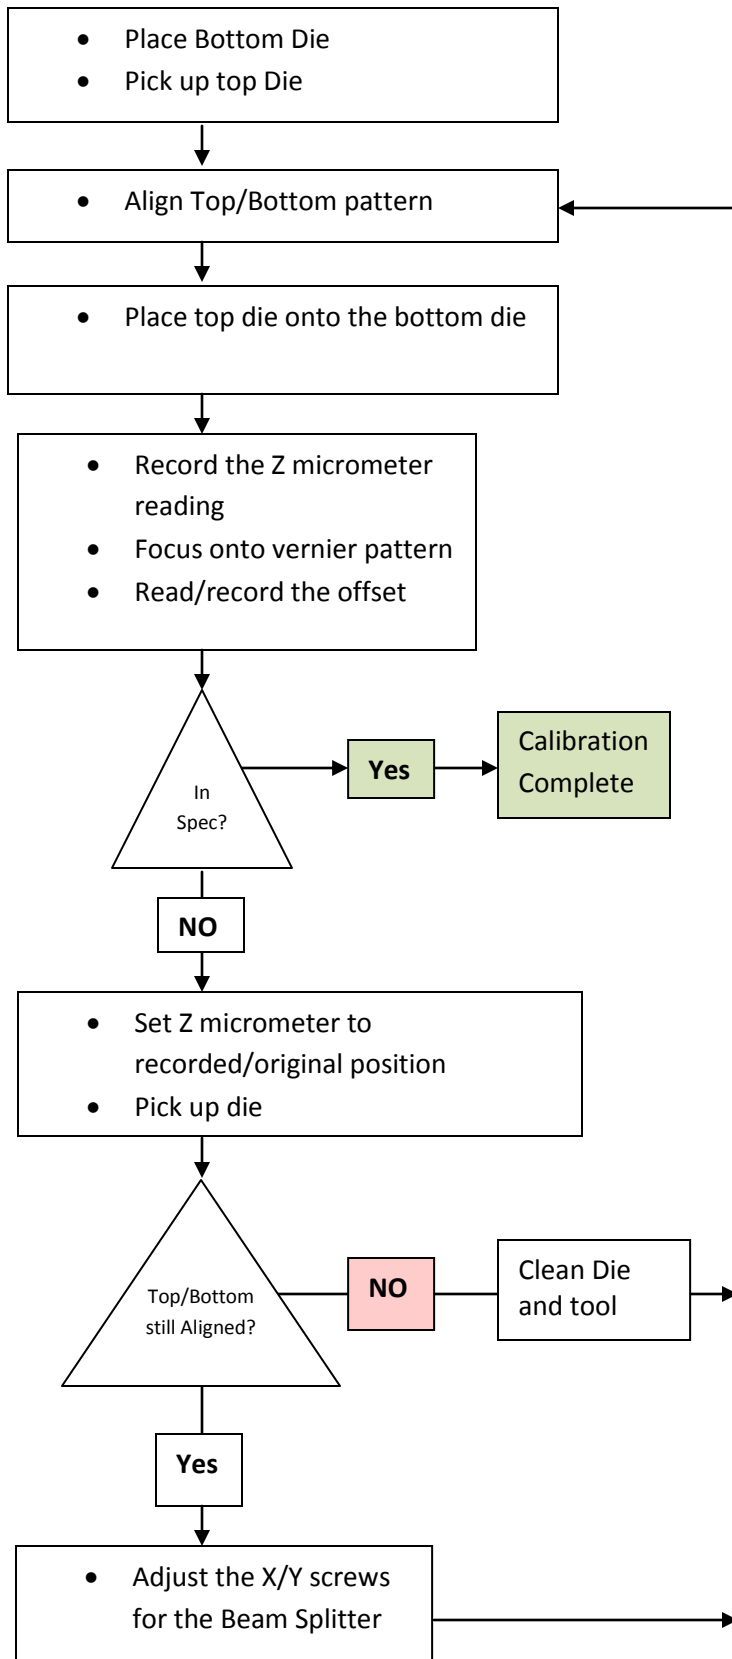 • Place Bottom Die
• Pick up top Die
• Align Top/Bottom pattern
• Place top die onto the bottom die
• Record the Z micrometer
reading
• Focus onto vernier pattern
• Read/record the offset
In
Spec?
Yes
Calibration
Complete
NO
• Set Z micrometer to
recorded/original position
• Pick up die
Top/Bottom
still Aligned?
NO
Clean Die
and tool
Yes
• Adjust the X/Y screws
for the Beam Splitter